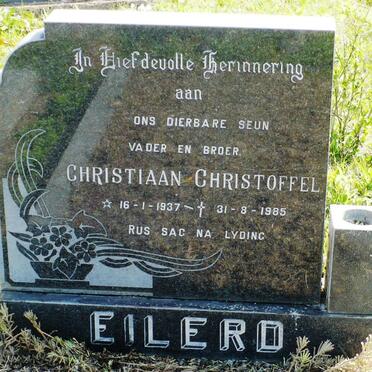 In Liefdevolle Herinnering
aan
ONS DIERBARE SEUN
VADER EN BROER
CHRISTIAAN CHRISTOFFEL
☆ 16-1-1937 - † 31-8-1985
RUS SAG NA LYDING
EILERD